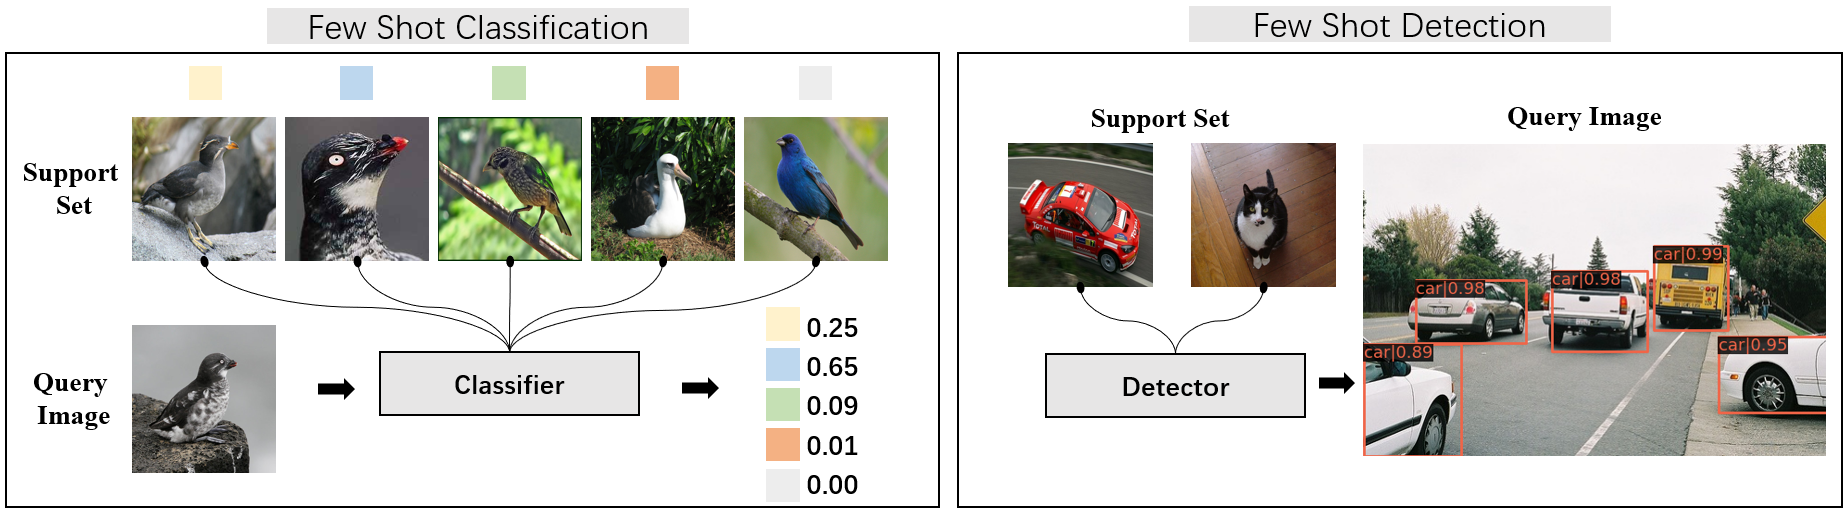 Few Shot Classification
Support
Set
Query
Image
Classifier
0.25
0.65
0.09
0.01
0.00
Few Shot Detection
Support Set
Query Image
TOTAL
Detector
car|0.98
car|0.98
car|0.99
car|0.89
car|0.95